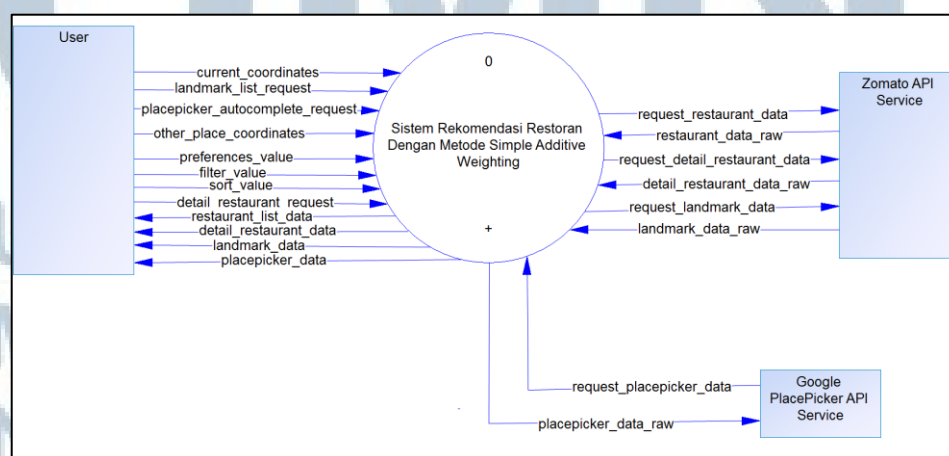 User
current_coordinates
landmark_list_request
placepicker_autocomplete_request
other_place_coordinates
preferences_value
filter_value
sort_value
detail_restaurant_request
restaurant_list_data
detail_restaurant_data
landmark_data
placepicker_data
0
Sistem Rekomendasi Restoran
Dengan Metode Simple Additive
Weighting
+
request_restaurant_data
restaurant_data_raw
request_detail_restaurant_data
detail_restaurant_data_raw
request_landmark_data
landmark_data_raw
Zomato API
Service
request_placepicker_data
placepicker_data_raw
Google
PlacePicker API
Service